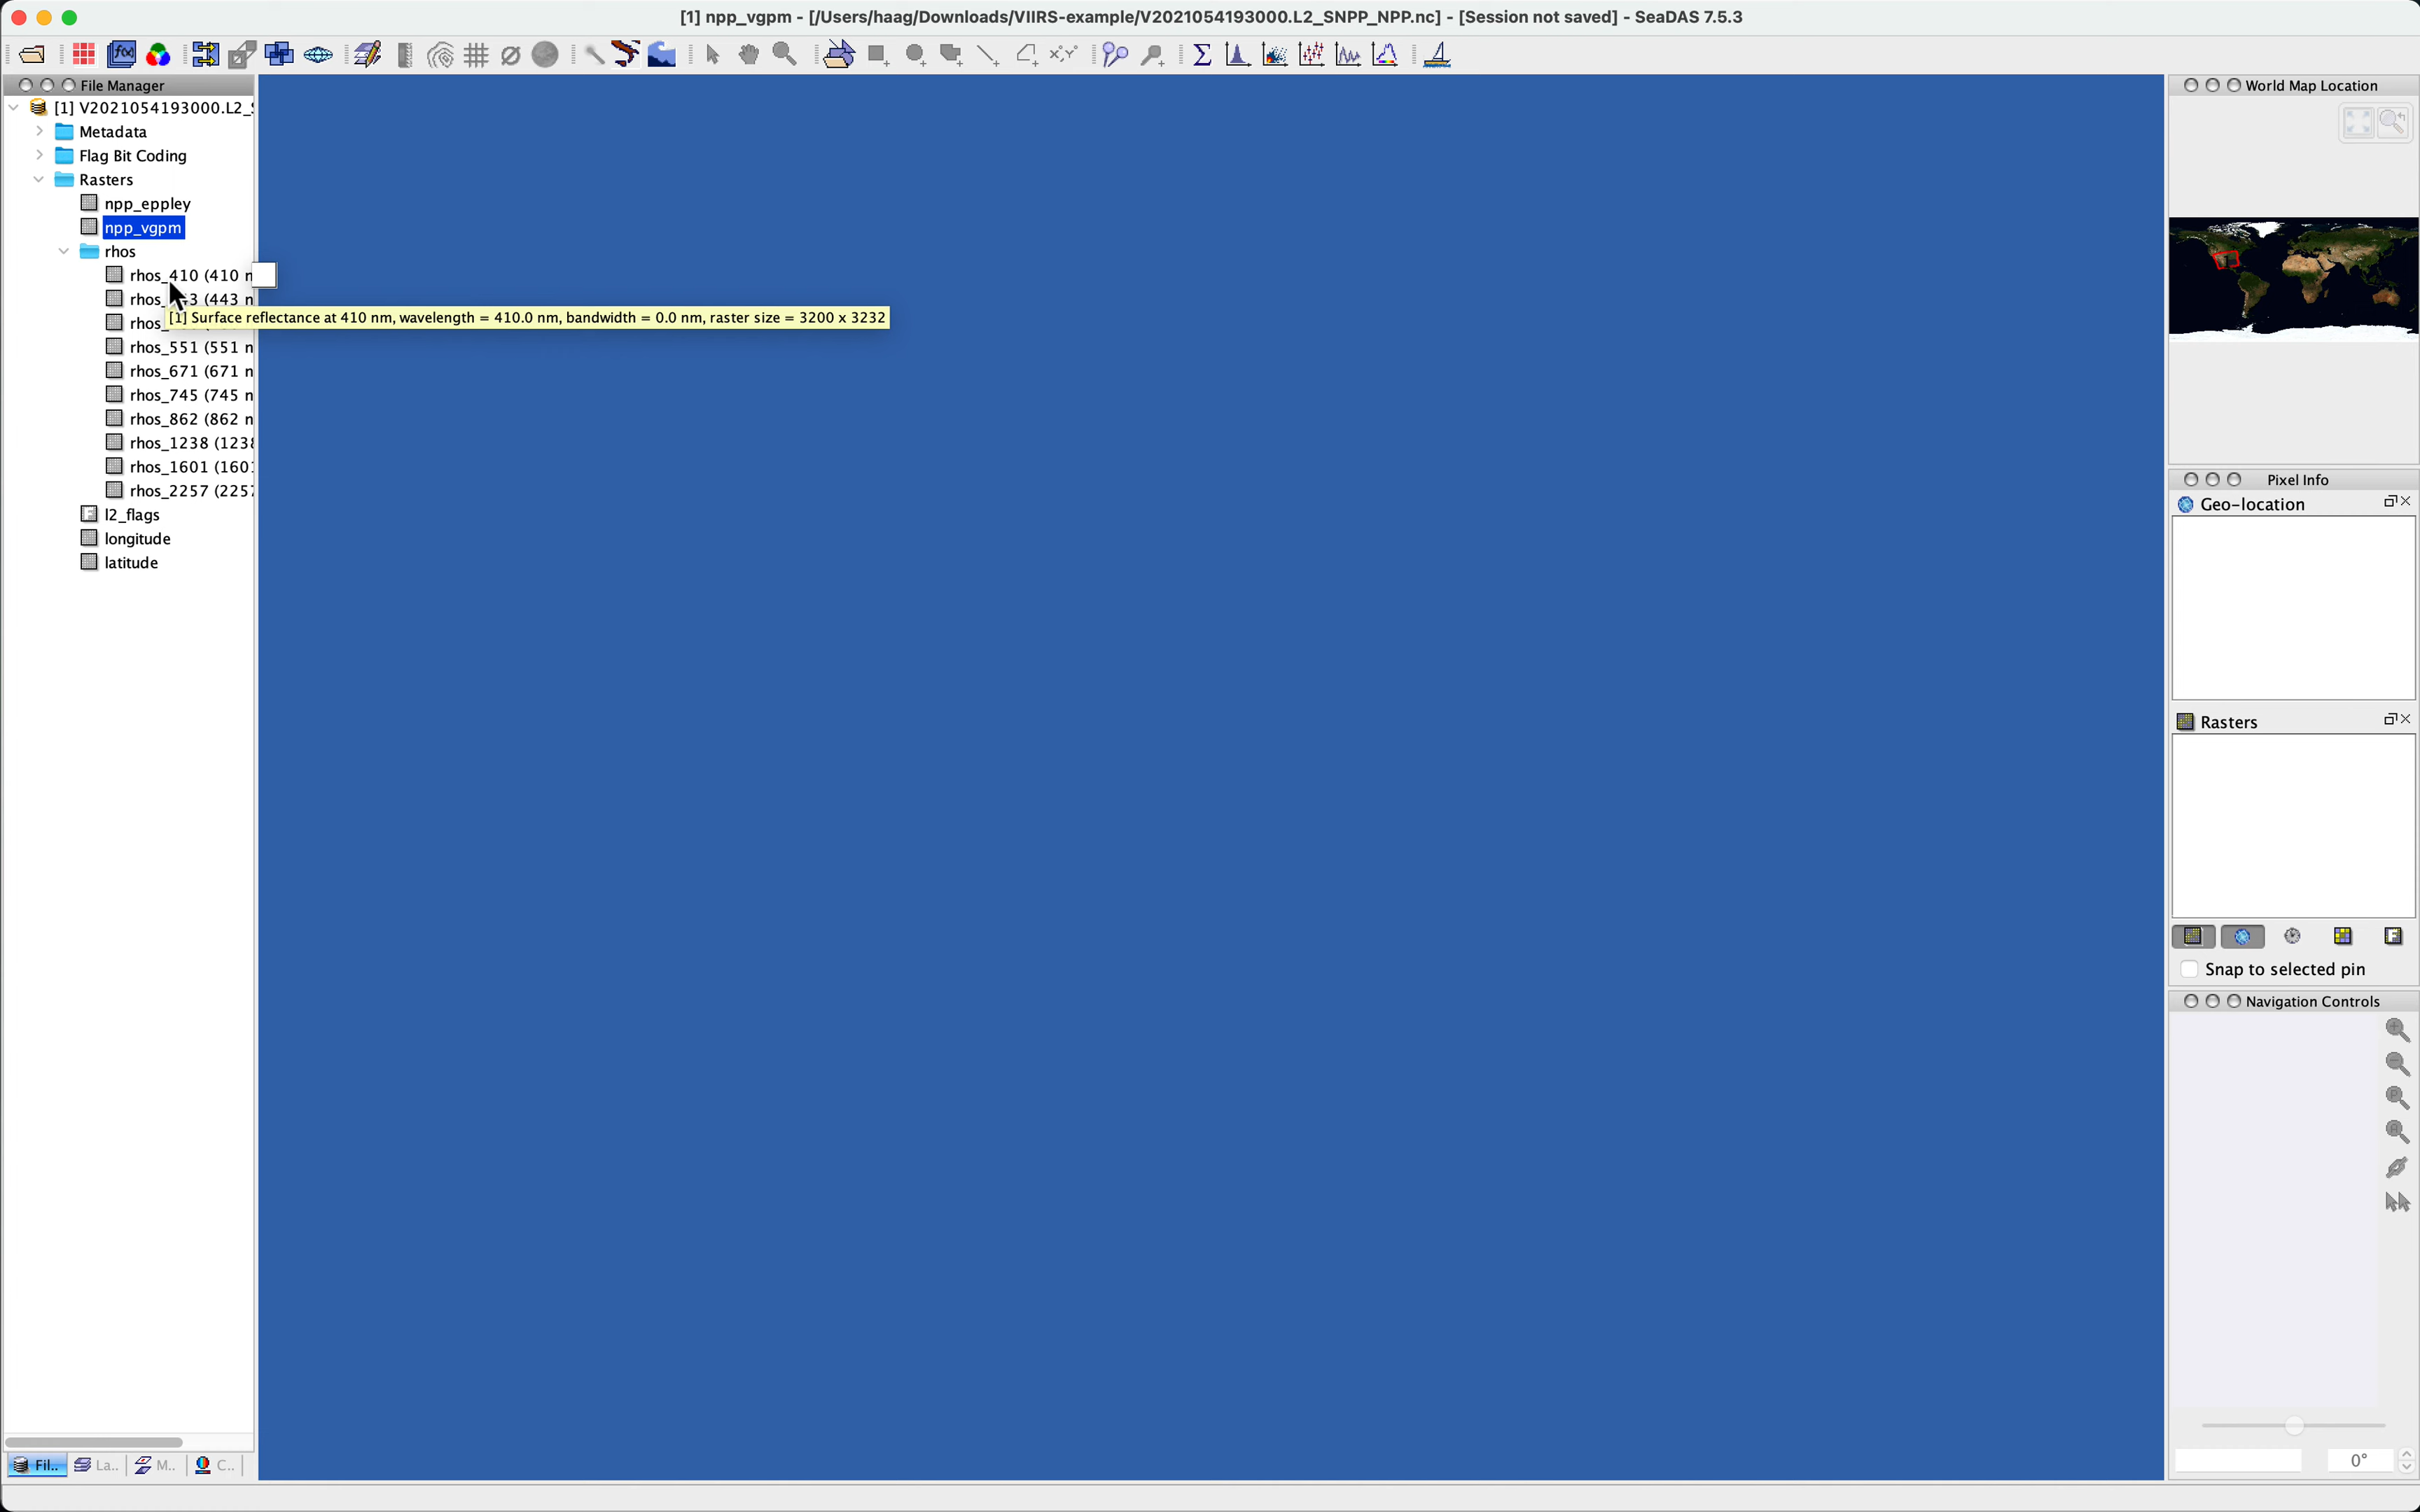 [1] npp_vgpm - [/Users/haag/Downloads/VIIRS-example/V2021054193000.L2_SNPP_NPP.nc] - [Session not saved] - SeaDAS 7.5.3
f(x)
File Manager
[1] V2021054193000.L2_
Metadata
Flag Bit Coding
Rasters
npp_eppley
npp_vgpm
rhos
rhos_410 (410 n
rhos_ 3 (443 n
[1] Surface reflectance at 410 nm, wavelength = 410.0 nm, bandwidth = 0.0 nm, raster size = 3200 x 3232
rhos_
rhos_551 (551 n
rhos_671 (671 n
rhos_745 (745 n
rhos_862 (862 n
rhos_1238 (1238
rhos_1601 (1601
rhos_2257 (2257
l2_flags
longitude
latitude
Fil..
La..
M..
C..
World Map Location
Pixel Info
Geo-location
Rasters
Snap to selected pin
Navigation Controls
0°